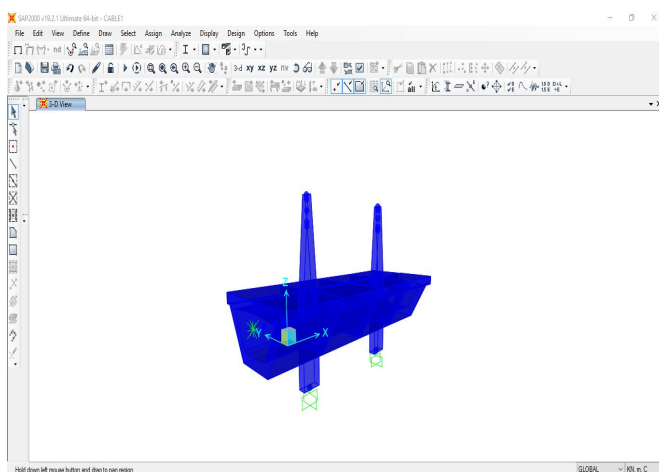 SAP2000 v19.2.1 Ultimate 64-bit - CABLE1
File Edit View Define Draw Select Assign Analyze Display Design Options Tools Help
nd
3-d xy xz yz nv
all
3-D View
Z
Y
X
Hold down left mouse button and drag to pan region
GLOBAL
KN, m, C